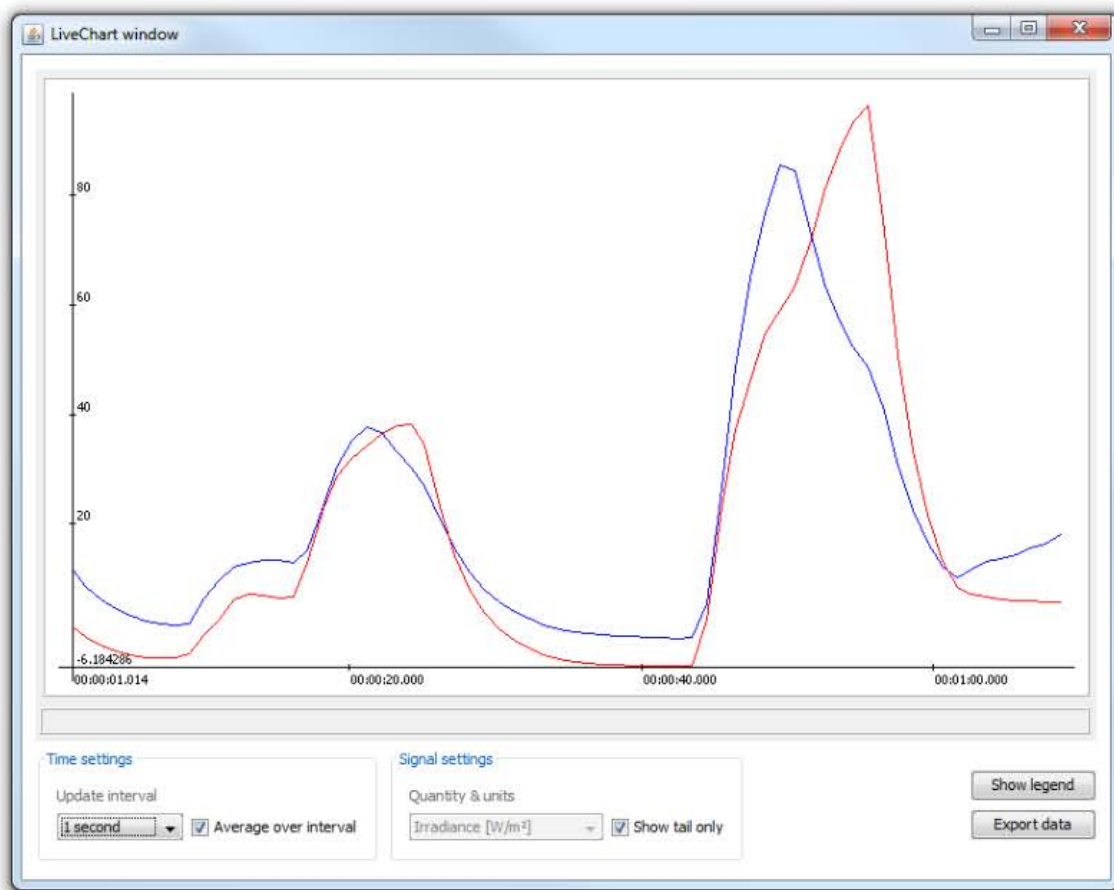 LiveChart window
80
60
40
20
-6.184286
00:00:01.014 00:00:20.000 00:00:40.000 00:01:00.000
Time settings
Update interval
1 second Average over interval
Signal settings
Quantity & units
Irradiance [W/m²] Show tail only
Show legend
Export data